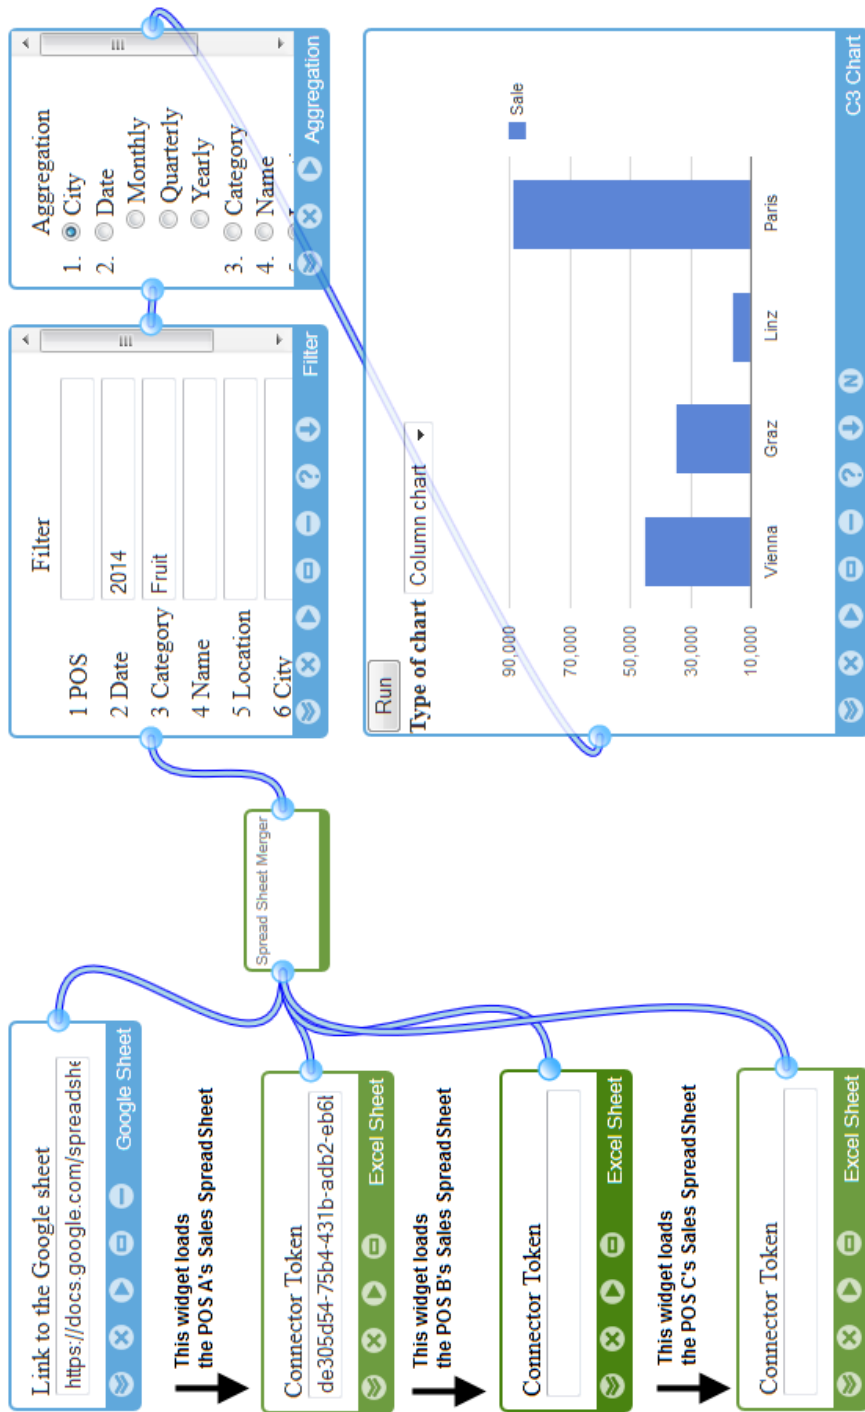 Link to the Google sheet
https://docs.google.com/spreadshe
Google Sheet
This widget loads
the POS A's Sales SpreadSheet
Connector Token
de305d54-75b4-431b-adb2-eb6
Excel Sheet
This widget loads
the POS B's Sales SpreadSheet
Connector Token
Excel Sheet
This widget loads
the POS C's Sales SpreadSheet
Connector Token
Excel Sheet
Spread Sheet Merger
Filter
1 POS
2 Date 2014
3 Category Fruit
4 Name
5 Location
6 City
Filter
Aggregation
1. City
2. Date
Monthly
Quarterly
Yearly
3. Category
4. Name
Aggregation
Run
Type of chart Column chart
Sale
90,000
70,000
50,000
30,000
10,000
Vienna Graz Linz Paris
N
C3 Chart